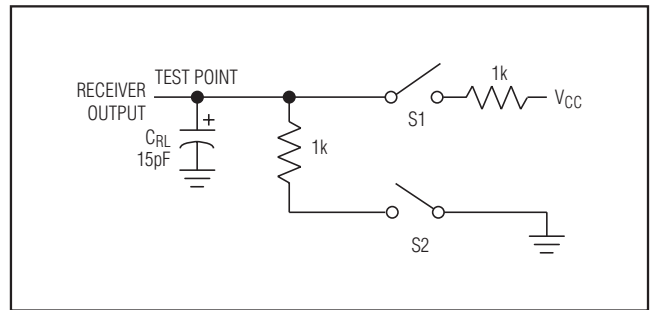 RECEIVER
OUTPUT
TEST POINT
+
CRL
15pF
1k
S1
1k
VCC
S2